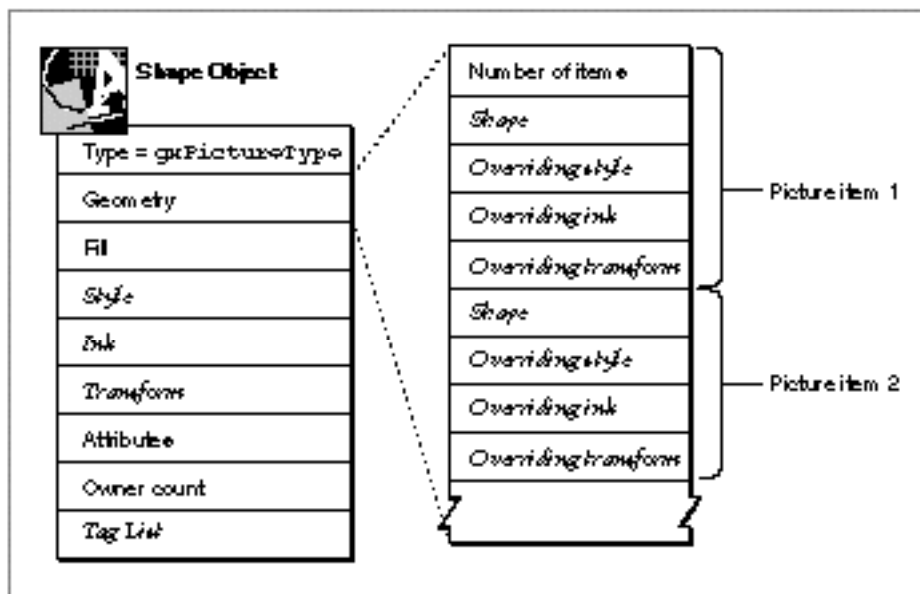 Shape Object
Type = gxPictureType
Geometry
Fill
Style
Ink
Transform
Attributes
Owner count
Tag List
Number of items
Shape
Overriding style
Overriding ink
Overriding transform
Shape
Overriding style
Overriding ink
Overriding transform
Picture item 1
Picture item 2